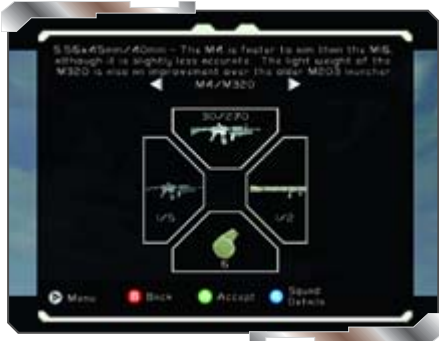 5.56x45mm/40mm - The M4 is faster to aim than the M16,
although it is slightly less accurate. The light weight of the
M320 is also an improvement over the older M203 launcher
M4/M320
30/270
1/5
1/2
6
Menu
Back
Accept
Squad
Details